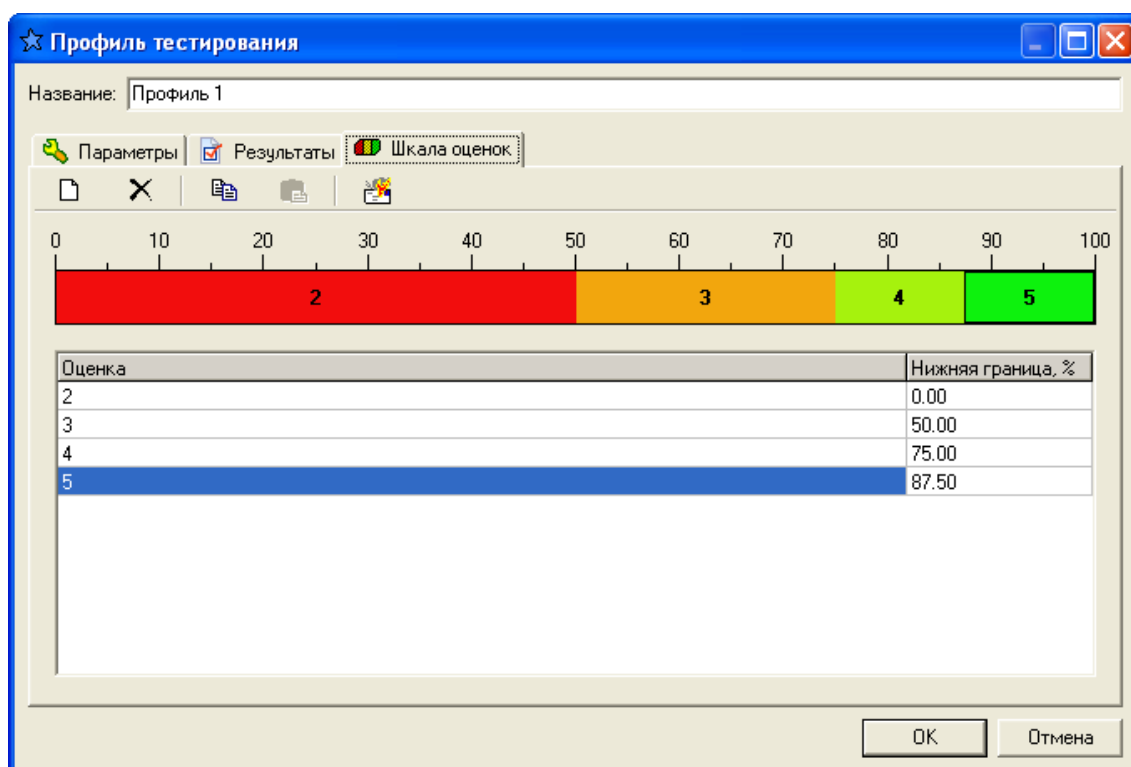 Профиль тестирования
Название: Профиль 1
Параметры Результаты Шкала оценок
0 10 20 30 40 50 60 70 80 90 100
2 3 4 5
Оценка Нижняя граница, %
2 0.00
3 50.00
4 75.00
5 87.50
OK Отмена